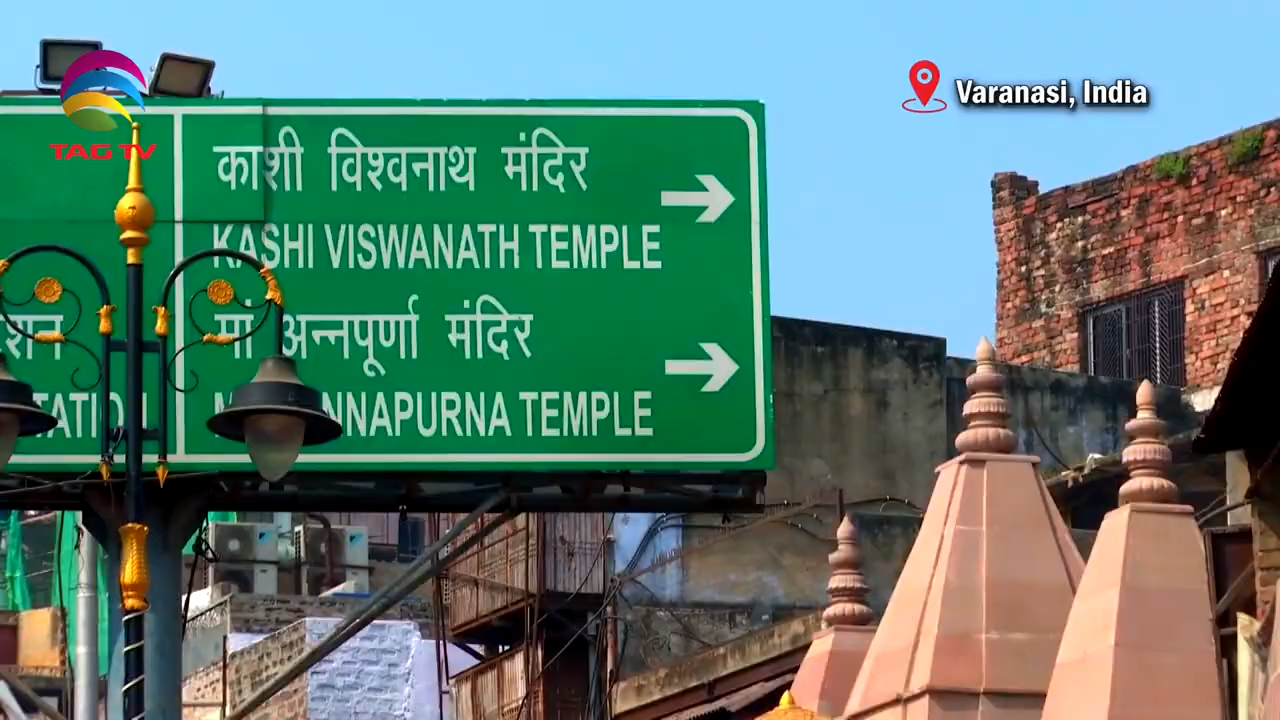 TAG TV
Varanasi, India
काशी विश्वनाथ मंदिर
KASHI VISWANATH TEMPLE
मां अन्नपूर्णा मंदिर
ANNAPURNA TEMPLE